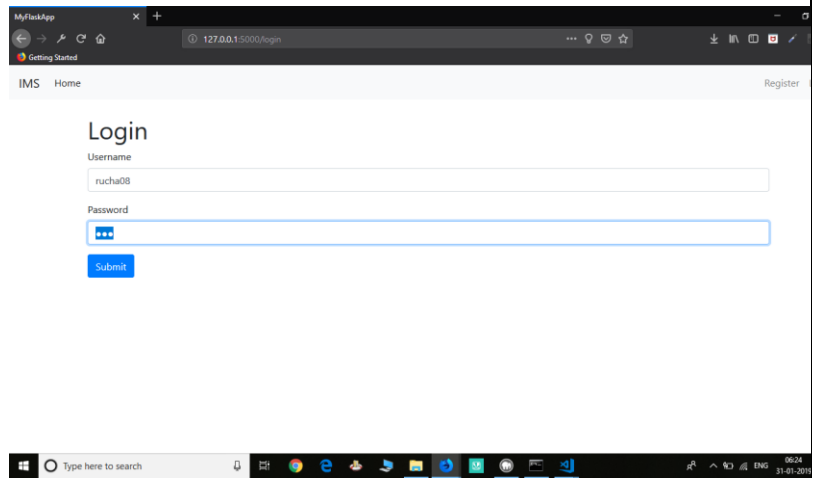 MyFlaskApp
127.0.0.1:5000/login
Getting Started
IMS Home Register
Login
Username
rucha08
Password
•••
Submit
Type here to search
ENG
06:24
31-01-2019